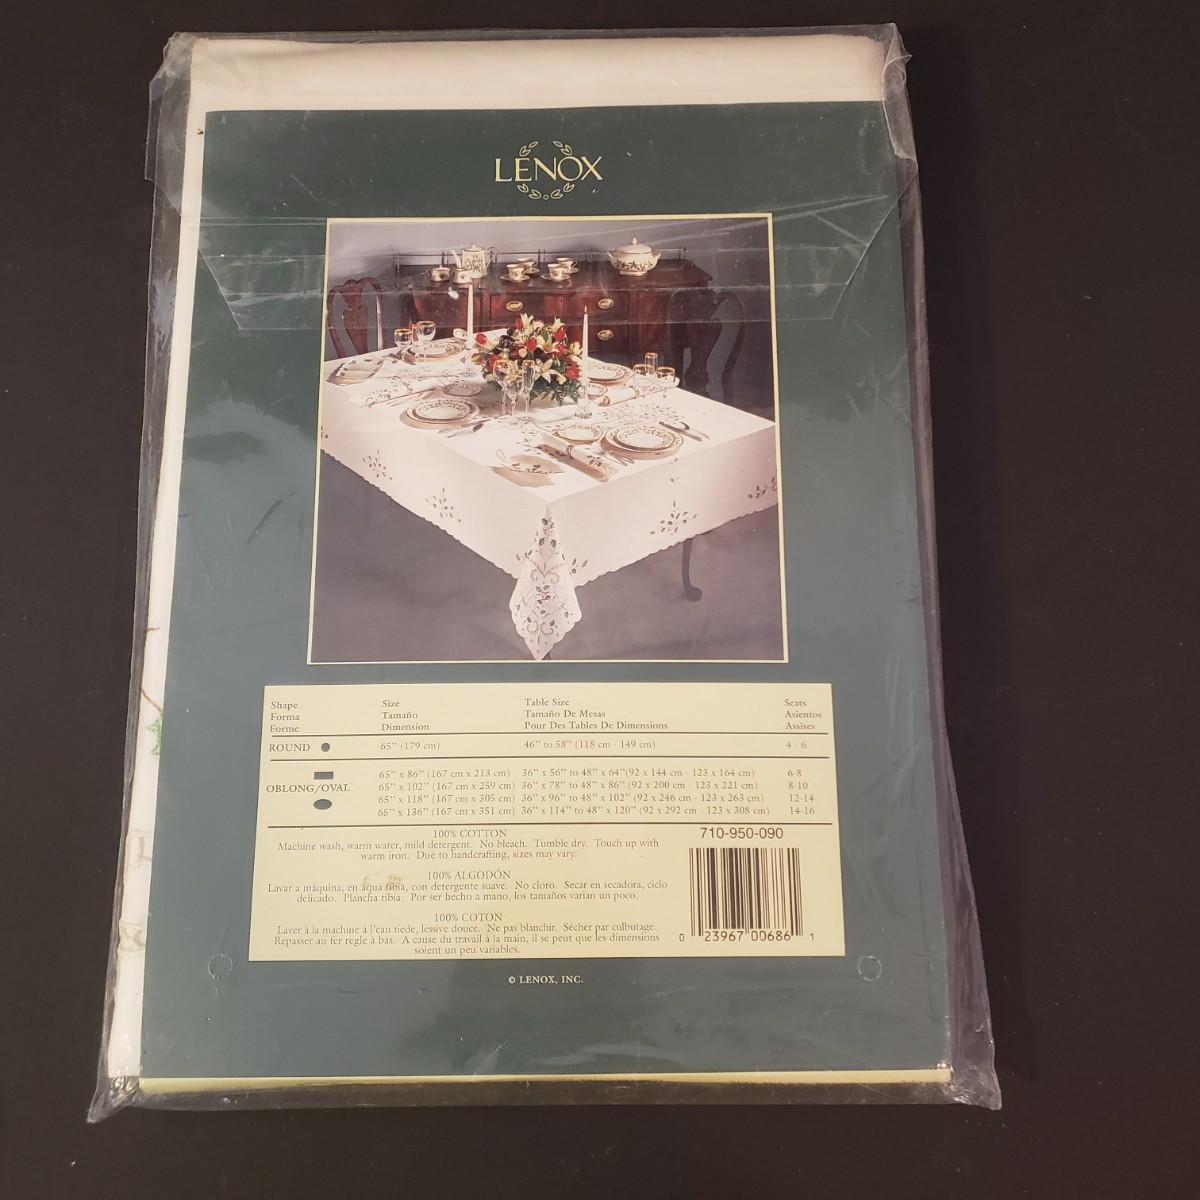 LENOX
Shape Size Table Size Seats
Forma Tamaño Tamaño De Mesas Asientos
Forme Dimension Pour Des Tables De Dimensions Assises
ROUND 65" (179 cm) 46" to 58" (118 cm - 149 cm) 4 - 6
65" x 86" (167 cm x 213 cm) 36" x 56" to 48" x 64"(92 x 144 cm - 123 x 164 cm) 6-8
OBLONG/OVAL 65" x 102" (167 cm x 259 cm) 36" x 78" to 48" x 86" (92 x 200 cm - 123 x 221 cm) 8-10
65" x 118" (167 cm x 305 cm) 36" x 96" to 48" x 102" (92 x 246 cm - 123 x 263 cm) 12-14
65" x 136" (167 cm x 351 cm) 36" x 114" to 48" x 120" (92 x 292 cm - 123 x 308 cm) 14-16
100% COTTON
Machine wash, warm water, mild detergent. No bleach. Tumble dry. Touch up with
warm iron. Due to handcrafting, sizes may vary.
100% ALGODÓN
Lavar a máquina, en aqua tibia, con detergente suave. No cloro. Secar en secadora, ciclo
delicado. Plancha tibia. Por ser hecho a mano, los tamaños varian un poco.
100% COTON
Laver à la machine à l'eau tiede, lessive douce. Ne pas blanchir. Sécher par culbutage.
Repasser au fer regle à bas. A cause du travail à la main, il se peut que les dimensions
soient un peu variables.
710-950-090
0 23967 00686 1
© LENOX, INC.